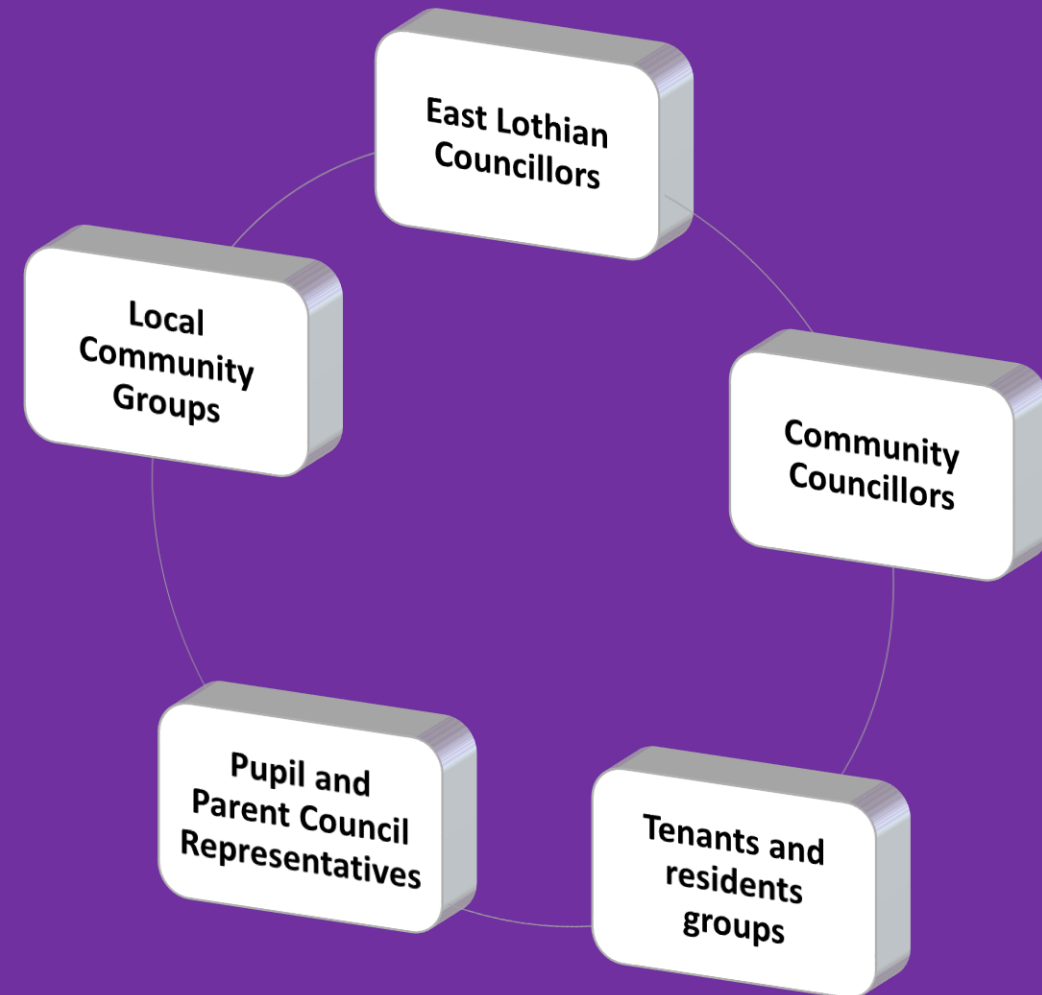 East Lothian
Councillors
Local
Community
Groups
Community
Councillors
Pupil and
Parent Council
Representatives
Tenants and
residents
groups